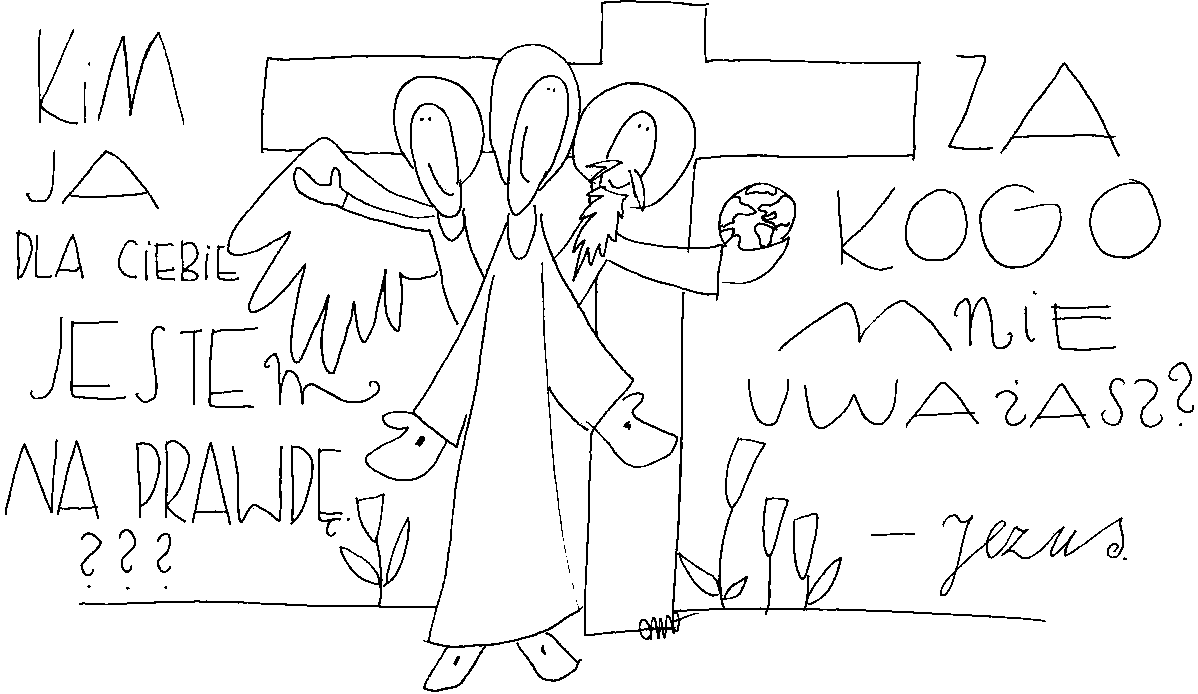 KiM
JA
DLA CiEBiE
JESTEm
NA PRAWDĘ.
???
ZA
KOGO
MNiE
UWAŻASZ?
– Jezus.